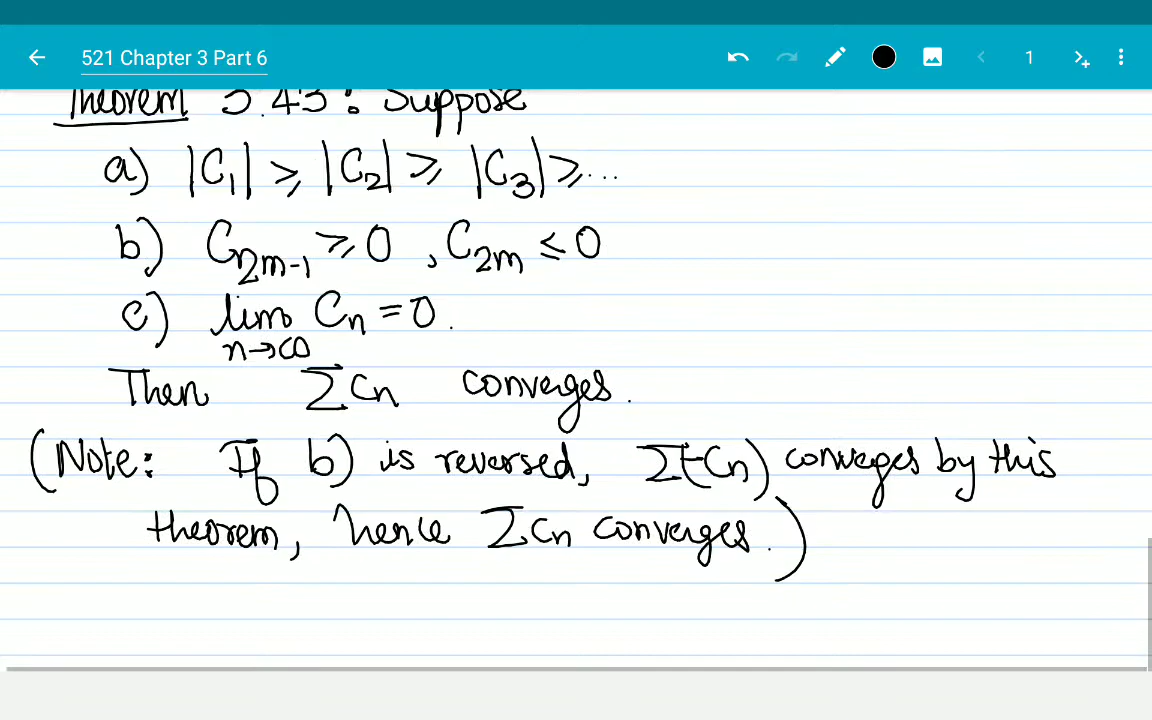 521 Chapter 3 Part 6
1
Theorem 3.43: Suppose
a) |C₁| ≥ |C₂| ≥ |C₃| ≥ ...
b) C₂ₘ₋₁ ≥ 0, C₂ₘ ≤ 0
c) lim Cₙ = 0.
n→∞
Then ΣCₙ converges.
(Note: If b) is reversed, Σ(-Cₙ) converges by this
theorem, hence ΣCₙ converges.)